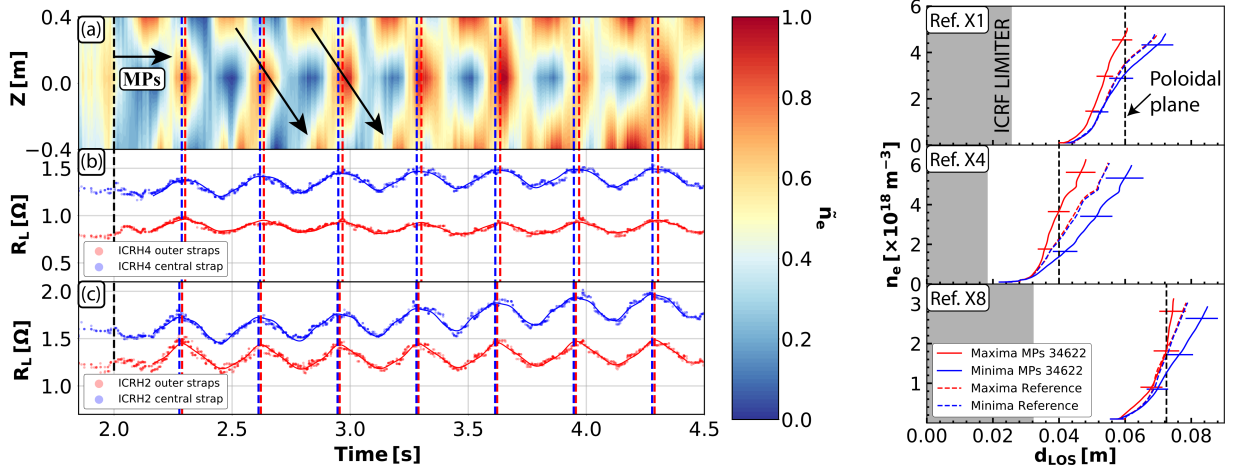 (a)
MPs
Z [m]
0.4
0.0
−0.4
(b)
R_L [Ω]
1.5
1.0
0.5
ICRH4 outer straps
ICRH4 central strap
(c)
R_L [Ω]
2.0
1.5
1.0
ICRH2 outer straps
ICRH2 central strap
2.0 2.5 3.0 3.5 4.0 4.5
Time [s]
1.0
0.8
0.6
0.4
0.2
0.0
ñ_e
Ref. X1
ICRF LIMITER
Poloidal
plane
6
4
2
0
Ref. X4
n_e [×10^18 m^−3]
6
4
2
0
Ref. X8
3
2
1
Maxima MPs 34622
Minima MPs 34622
Maxima Reference
Minima Reference
0.00 0.02 0.04 0.06 0.08
d_LOS [m]